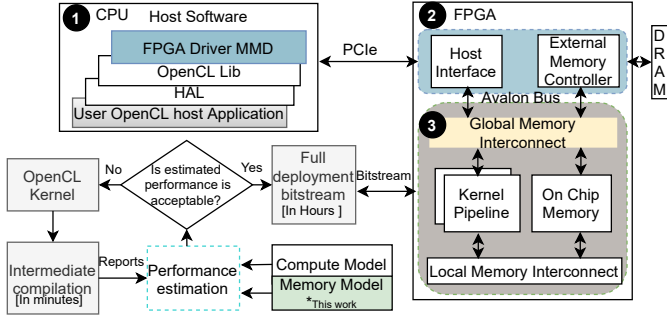 1 CPU Host Software
FPGA Driver MMD
OpenCL Lib
HAL
User OpenCL host Application
PCIe
2 FPGA
Host
Interface
External
Memory
Controller
DRAM
Avalon Bus
3
Global Memory
Interconnect
Kernel
Pipeline
On Chip
Memory
Local Memory Interconnect
OpenCL
Kernel
No
Is estimated
performance is
acceptable?
Yes
Full
deployment
bitstream
[In Hours ]
Bitstream
Intermediate
compilation
[In minutes]
Reports
Performance
estimation
Compute Model
Memory Model
*This work